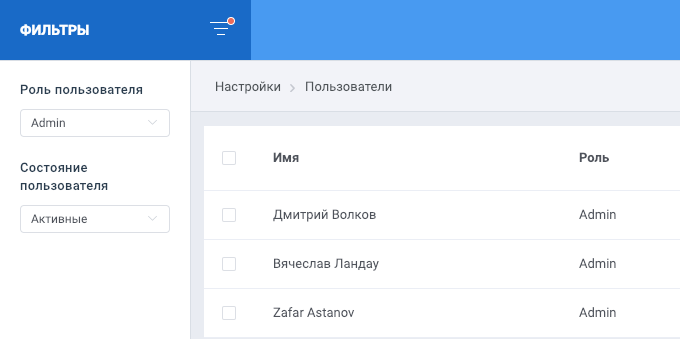 ФИЛЬТРЫ
Роль пользователя
Admin
Состояние
пользователя
Активные
Настройки > Пользователи
Имя Роль
Дмитрий Волков Admin
Вячеслав Ландау Admin
Zafar Astanov Admin